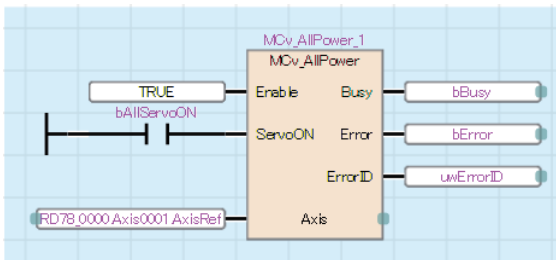 MCv_AllPower_1
MCv_AllPower
TRUE Enable Busy bBusy
bAllServoON
ServoON Error bError
ErrorID uwErrorID
RD78_0000.Axis0001.AxisRef Axis